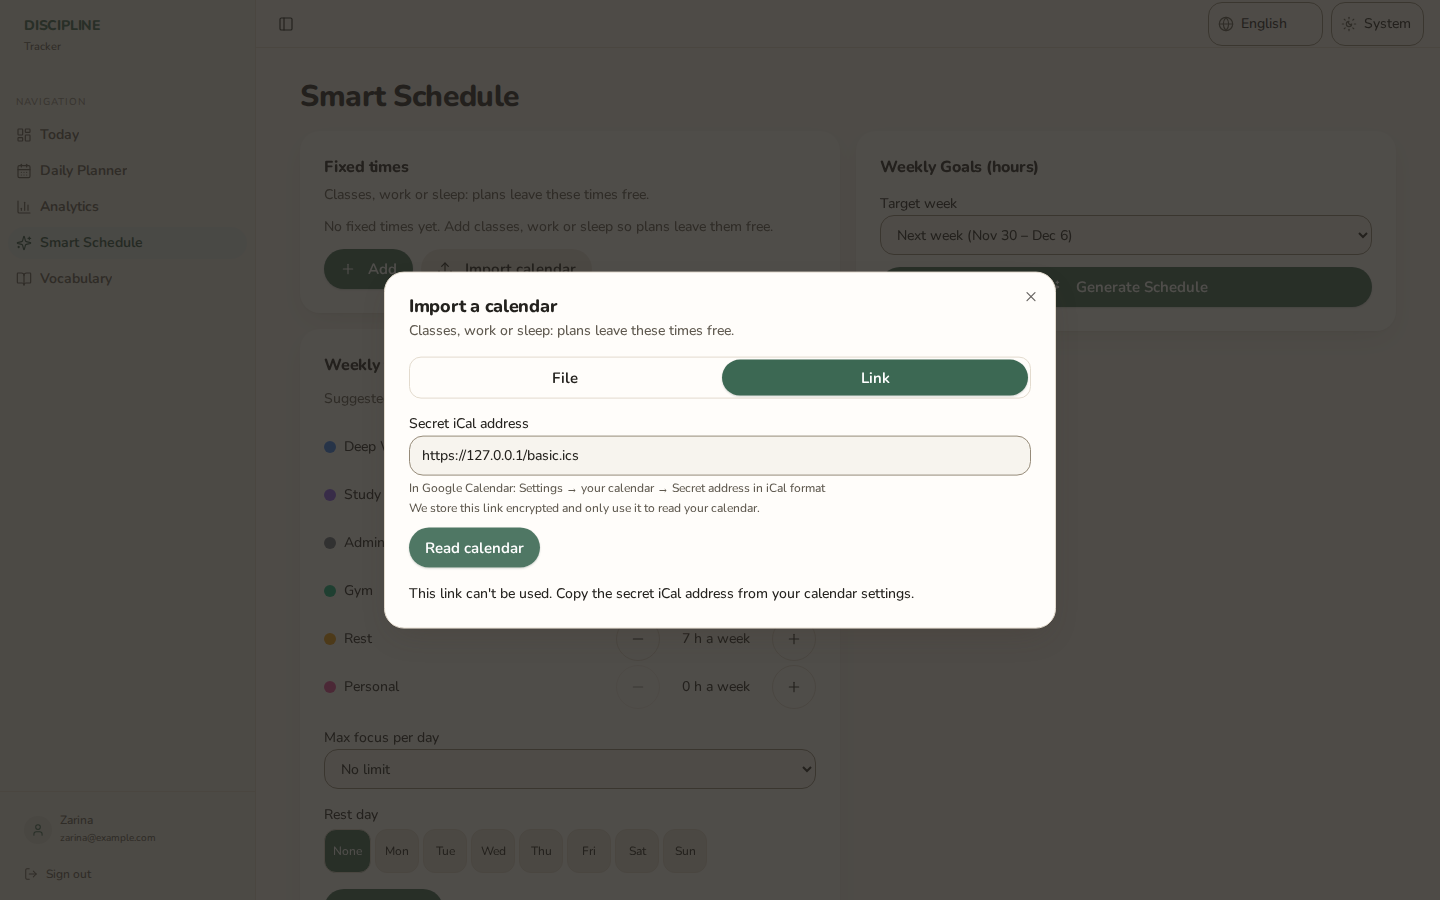 DISCIPLINE
Tracker
NAVIGATION
Today
Daily Planner
Analytics
Smart Schedule
Vocabulary
Zarina
zarina@example.com
Sign out
English
System
Smart Schedule
Fixed times
Classes, work or sleep: plans leave these times free.
No fixed times yet. Add classes, work or sleep so plans leave them free.
Add
Import calendar
Weekly Goals (hours)
Target week
Next week (Nov 30 – Dec 6)
Generate Schedule
Import a calendar
Classes, work or sleep: plans leave these times free.
File
Link
Secret iCal address
https://127.0.0.1/basic.ics
In Google Calendar: Settings → your calendar → Secret address in iCal format
We store this link encrypted and only use it to read your calendar.
Read calendar
This link can't be used. Copy the secret iCal address from your calendar settings.
Weekly
Suggeste
Deep
Study
Admin
Gym
Rest
7 h a week
Personal
0 h a week
Max focus per day
No limit
Rest day
None
Mon
Tue
Wed
Thu
Fri
Sat
Sun